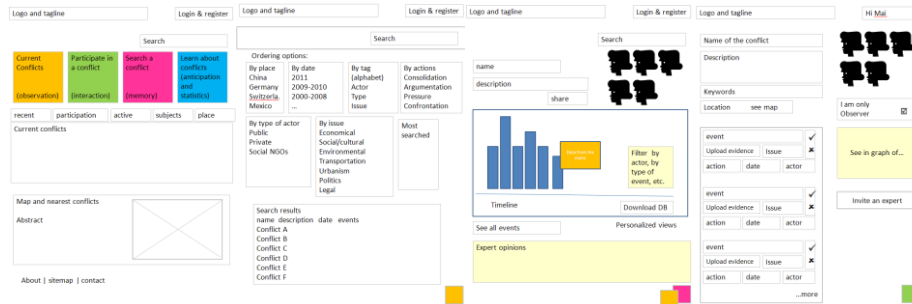 Logo and tagline
Login & register
Search
Current Conflicts
(observation)
Participate in a conflict
(interaction)
Search a conflict
(memory)
Learn about conflicts
(anticipation and statistics)
recent
participation
active
subjects
place
Current conflicts
Map and nearest conflicts
Abstract
About | sitemap | contact
Logo and tagline
Login & register
Search
Ordering options:
By place
China
Germany
Switzerla.
Mexico
By date
2011
2009-2010
2000-2008
...
By tag
(alphabet)
Actor
Type
Issue
By actions
Consolidation
Argumentation
Pressure
Confrontation
By type of actor
Public
Private
Social NGOs
By issue
Economical
Social/cultural
Environmental
Transportation
Urbanism
Politics
Legal
Most searched
Search results
name description date events
Conflict A
Conflict B
Conflict C
Conflict D
Conflict E
Conflict F
Logo and tagline
Login & register
Search
name
description
share
Filter by actor, by type of event, etc.
Timeline
Download DB
See all events
Personalized views
Expert opinions
Logo and tagline
Name of the conflict
Description
Keywords
Location
see map
event
Upload evidence
Issue
action
date
actor
event
Upload evidence
Issue
action
date
actor
event
Upload evidence
Issue
action
date
actor
...more
Hi Mai
I am only Observer
See in graph of...
Invite an expert